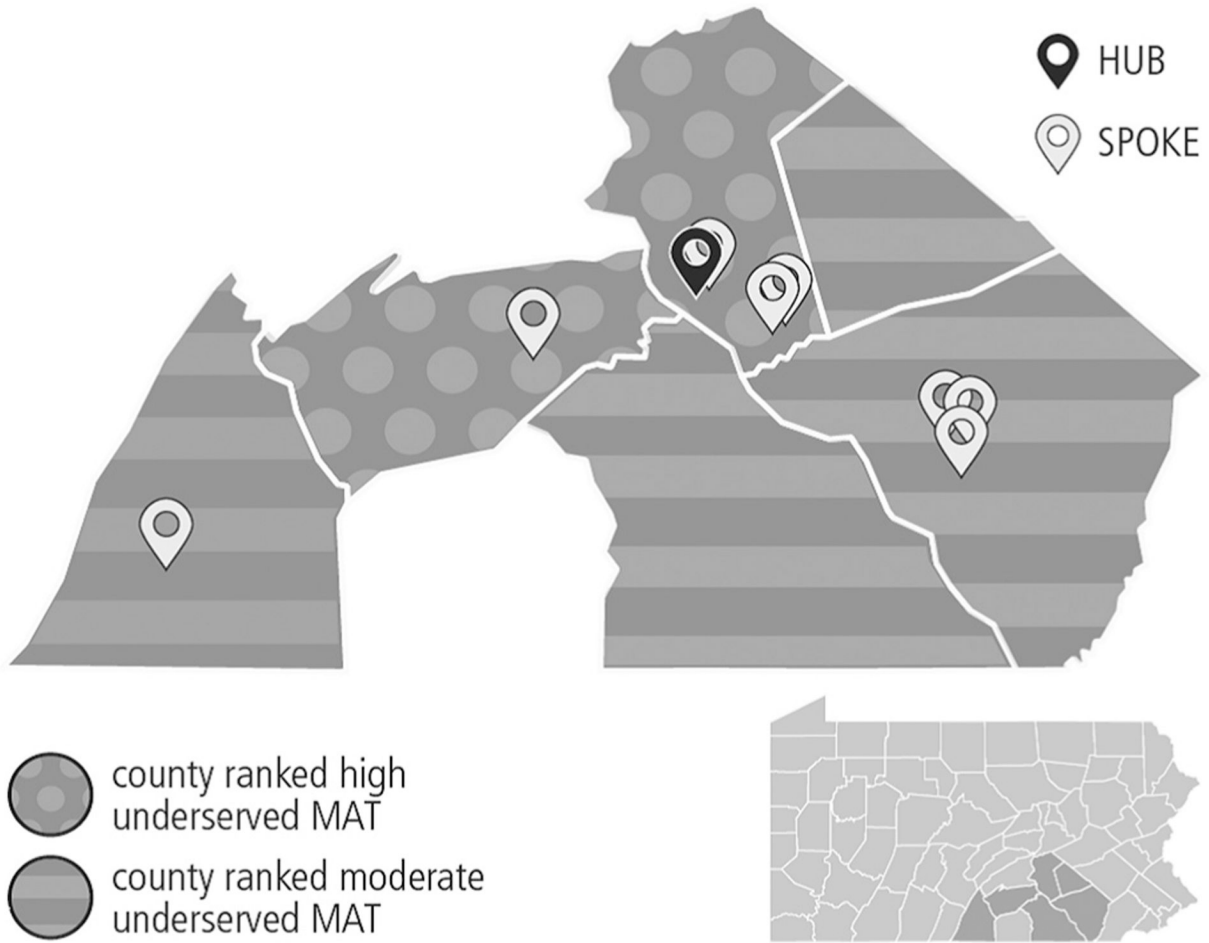 HUB
SPOKE
county ranked high
underserved MAT
county ranked moderate
underserved MAT